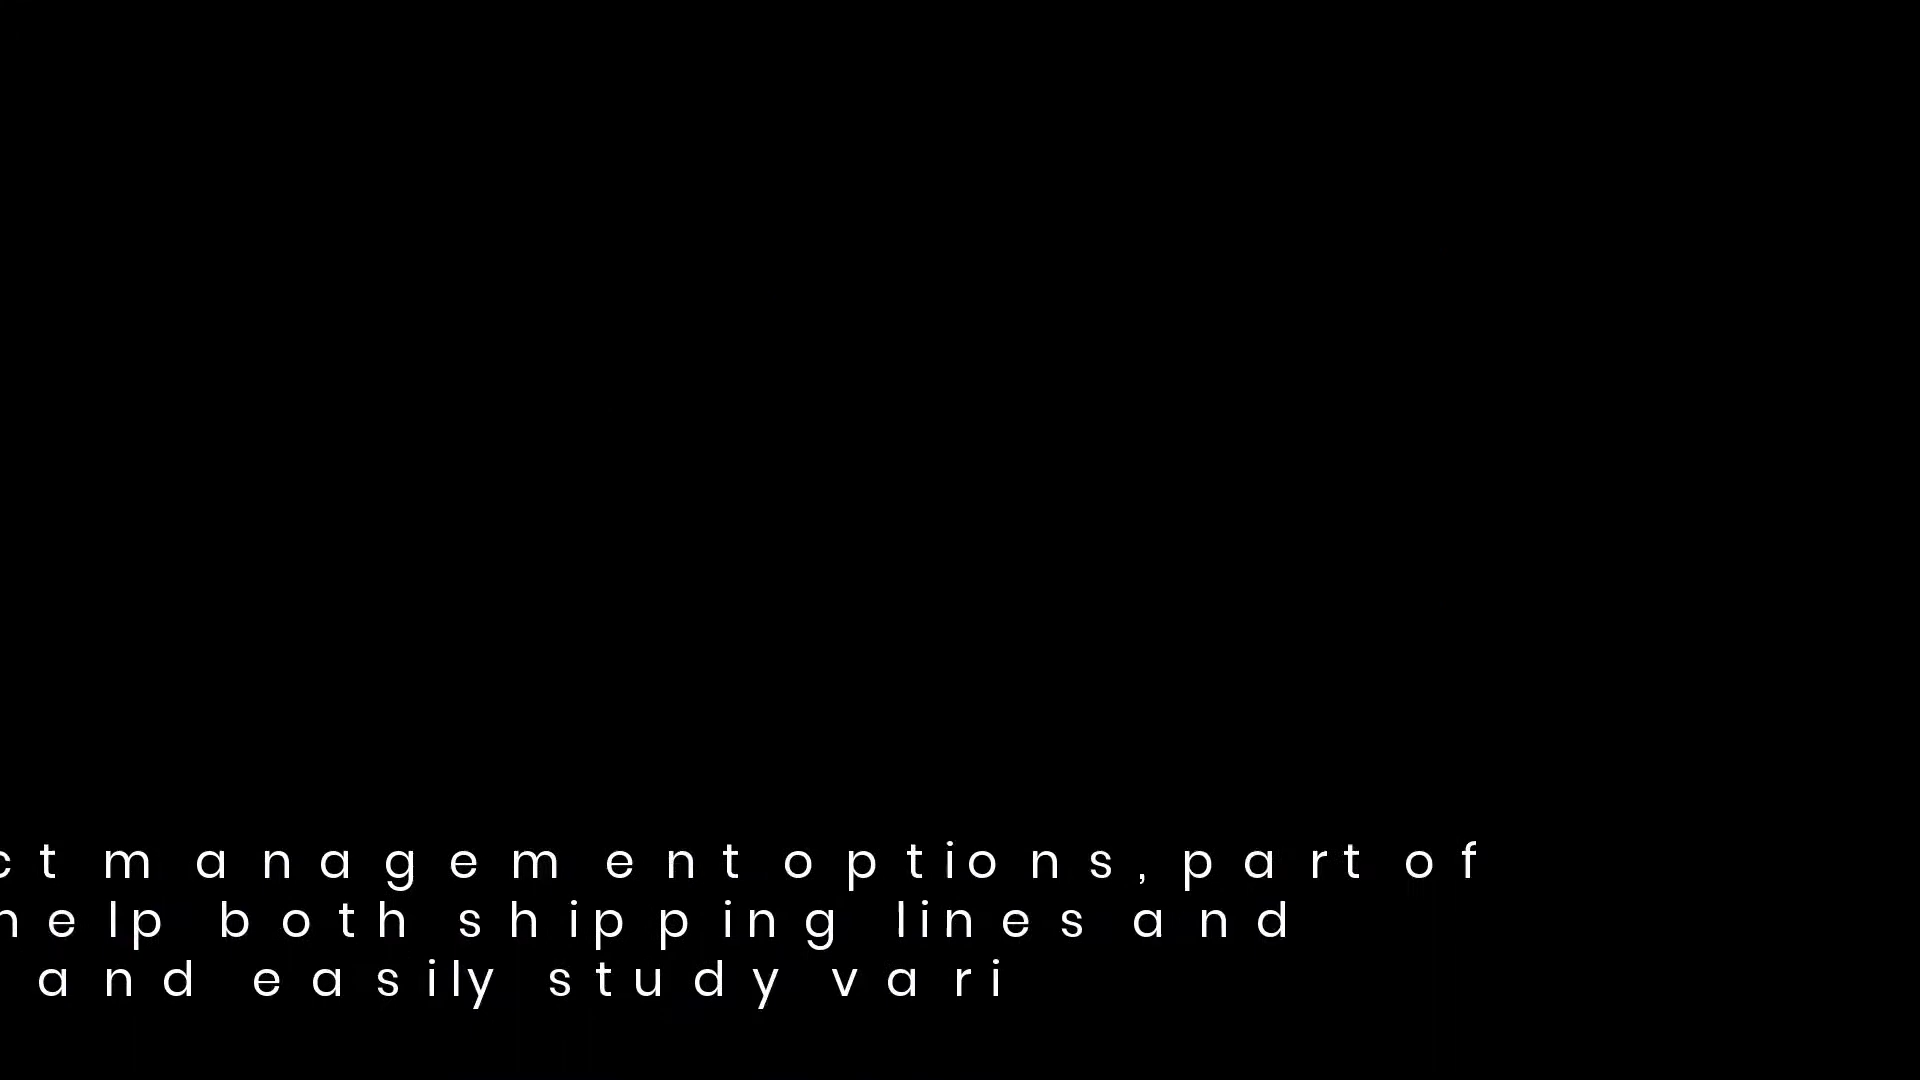 ct management options, part of
help both shipping lines and
and easily study vari